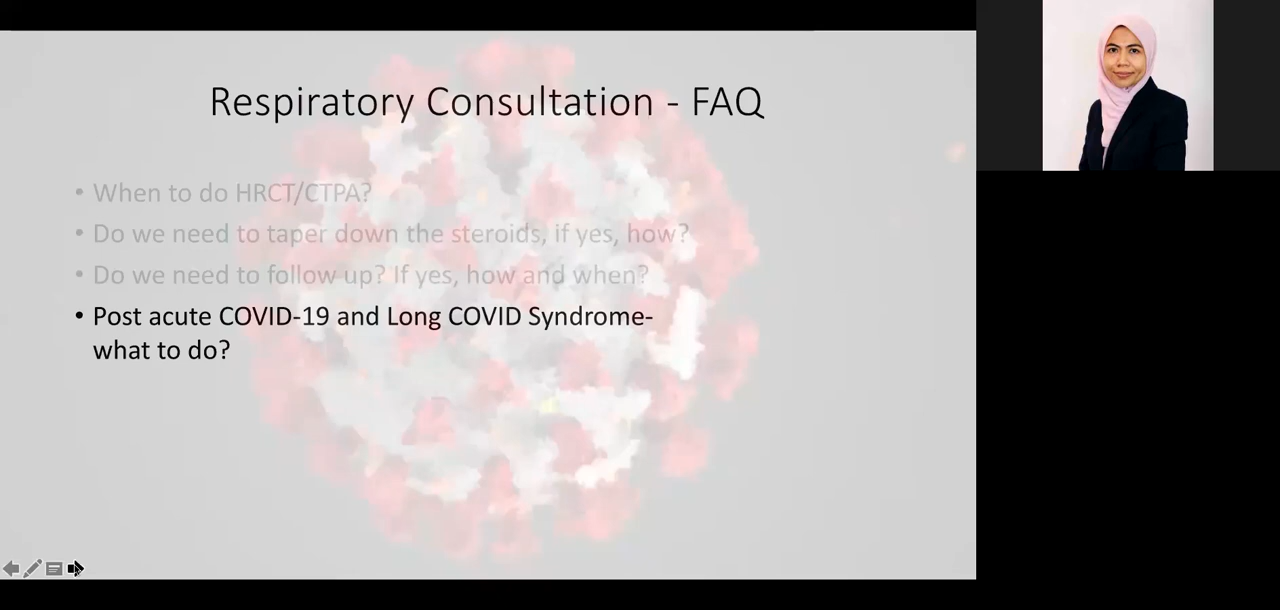 Respiratory Consultation - FAQ
• When to do HRCT/CTPA?
• Do we need to taper down the steroids, if yes, how?
• Do we need to follow up? If yes, how and when?
• Post acute COVID-19 and Long COVID Syndrome-
what to do?